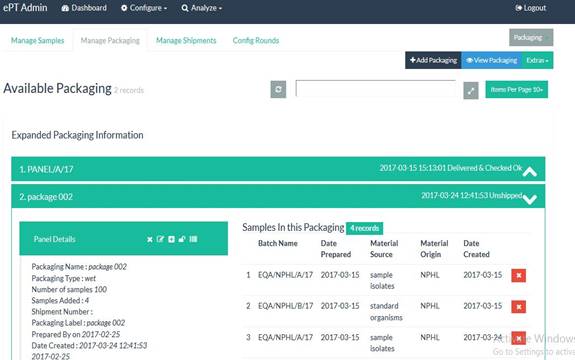 ePT Admin Dashboard Configure Analyze Logout
Manage Samples Manage Packaging Manage Shipments Config Rounds Packaging
Add Packaging View Packaging Extras
Available Packaging 2 records Items Per Page 10
Expanded Packaging Information
1. PANEL/A/17 2017-03-15 15:13:01 Delivered & Checked Ok
2. package 002 2017-03-24 12:41:53 Unshipped
Panel Details
Packaging Name : package 002
Packaging Type : wet
Number of samples 100
Samples Added : 4
Shipment Number :
Packaging Label : package 002
Prepared By on 2017-02-25
Date Created : 2017-03-24 12:41:53
2017-02-25
Samples In this Packaging 4 records
Batch Name Date Prepared Material Source Material Origin Date Created
1 EQA/NPHL/A/17 2017-03-15 sample isolates NPHL 2017-03-15
2 EQA/NPHL/B/17 2017-03-15 standard organisms NPHL 2017-03-15
3 EQA/NPHL/A/17 2017-03-15 sample isolates NPHL 2017-03-24
Activate Windows
Go to Settings to active